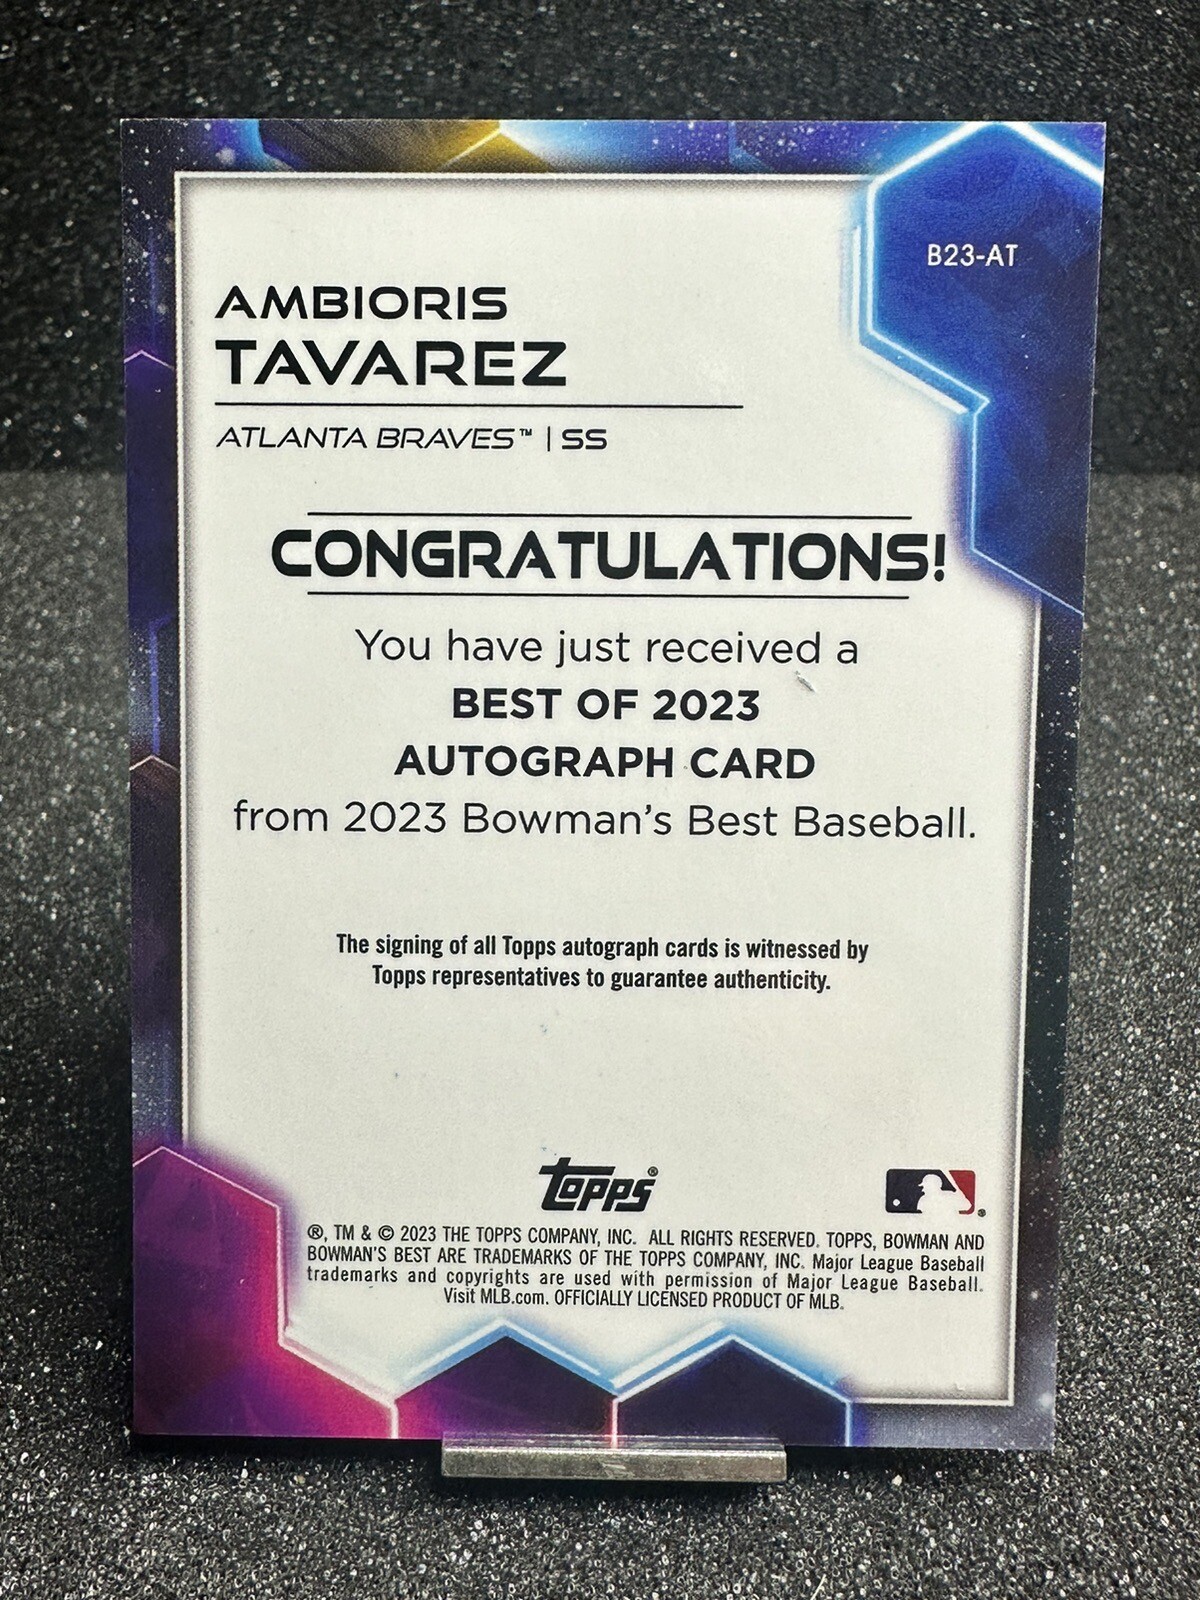 B23-AT
AMBIORIS
TAVAREZ
ATLANTA BRAVES™ | SS
CONGRATULATIONS!
You have just received a
BEST OF 2023
AUTOGRAPH CARD
from 2023 Bowman's Best Baseball.
The signing of all Topps autograph cards is witnessed by
Topps representatives to guarantee authenticity.
topps®
®, TM & © 2023 THE TOPPS COMPANY, INC. ALL RIGHTS RESERVED. TOPPS, BOWMAN AND
BOWMAN'S BEST ARE TRADEMARKS OF THE TOPPS COMPANY, INC. Major League Baseball
trademarks and copyrights are used with permission of Major League Baseball.
Visit MLB.com. OFFICIALLY LICENSED PRODUCT OF MLB.